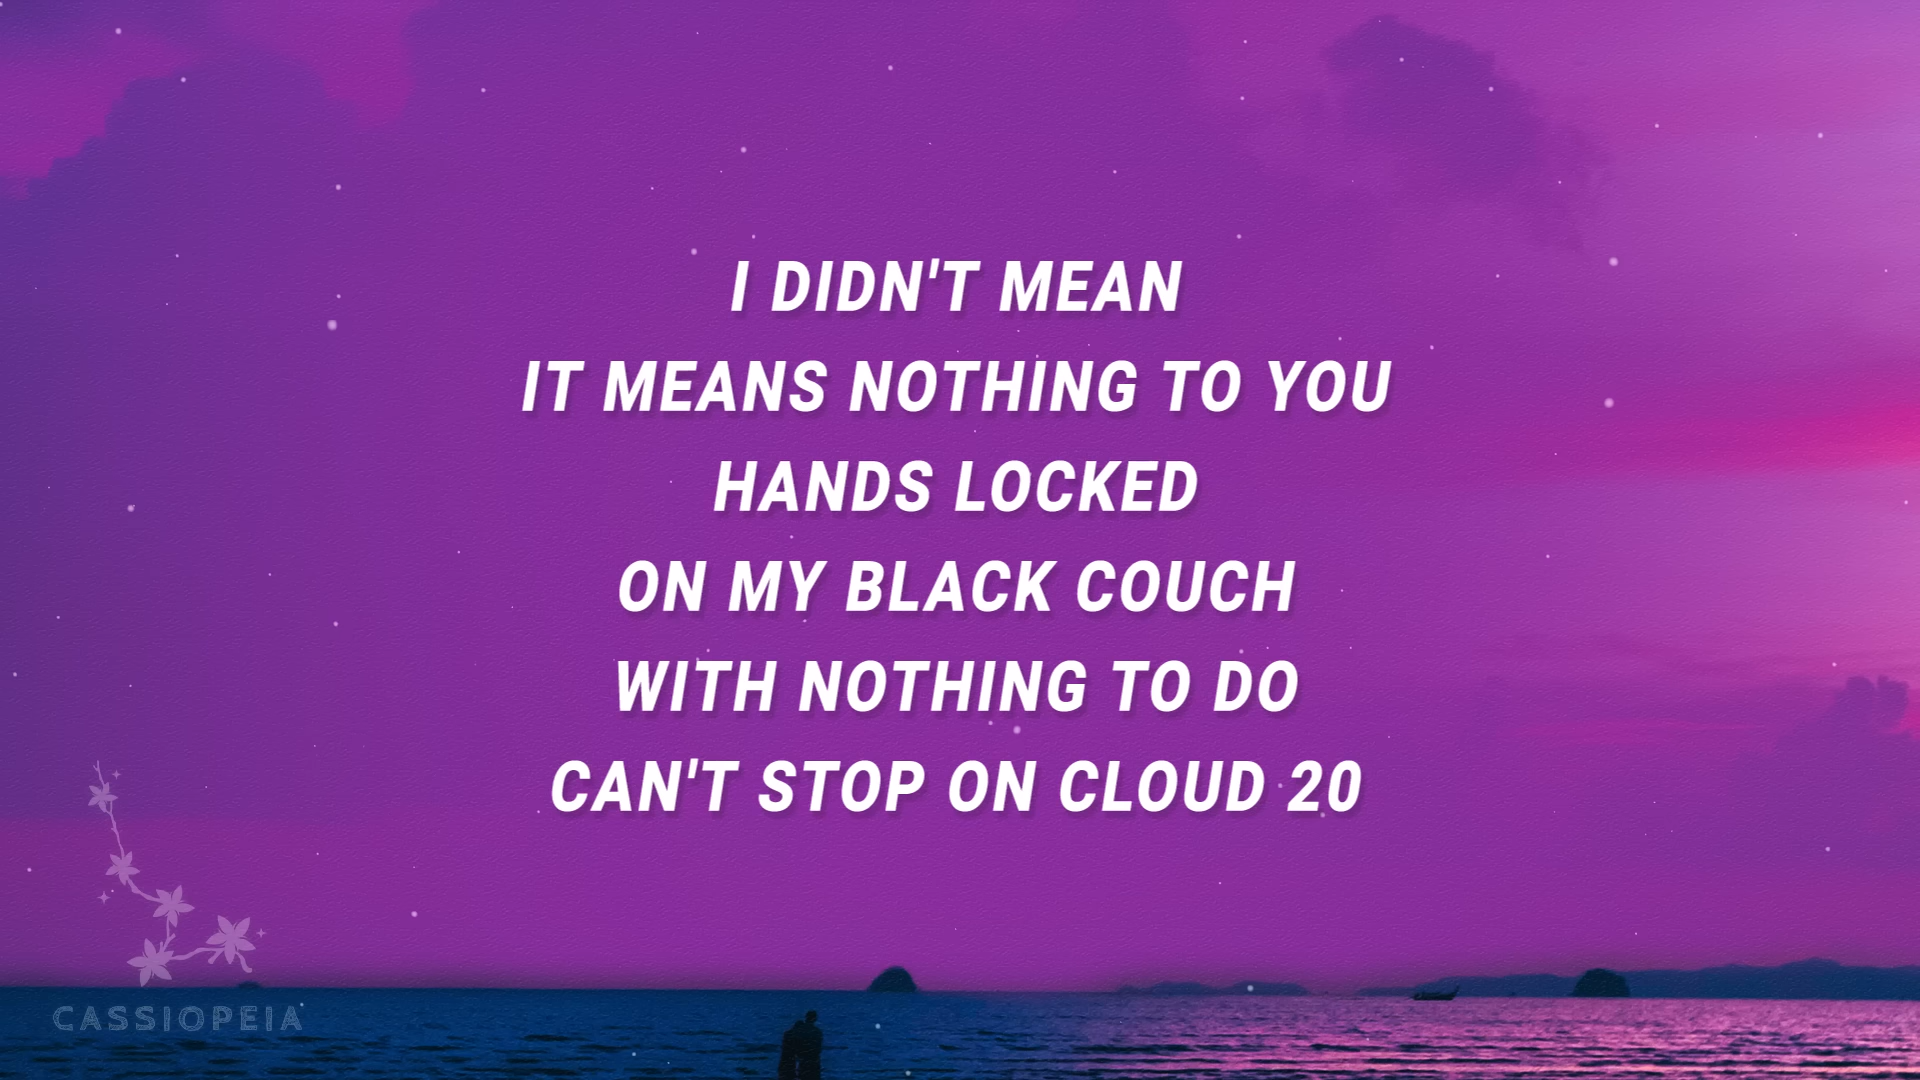 I DIDN'T MEAN
IT MEANS NOTHING TO YOU
HANDS LOCKED
ON MY BLACK COUCH
WITH NOTHING TO DO
CAN'T STOP ON CLOUD 20
CASSIOPEIA